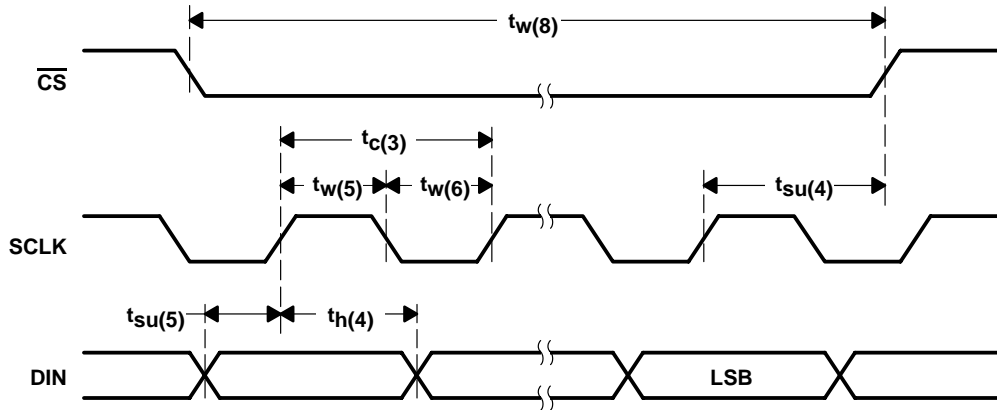 tw(8)
CS
tc(3)
tw(5) tw(6) tsu(4)
SCLK
tsu(5) th(4)
DIN LSB